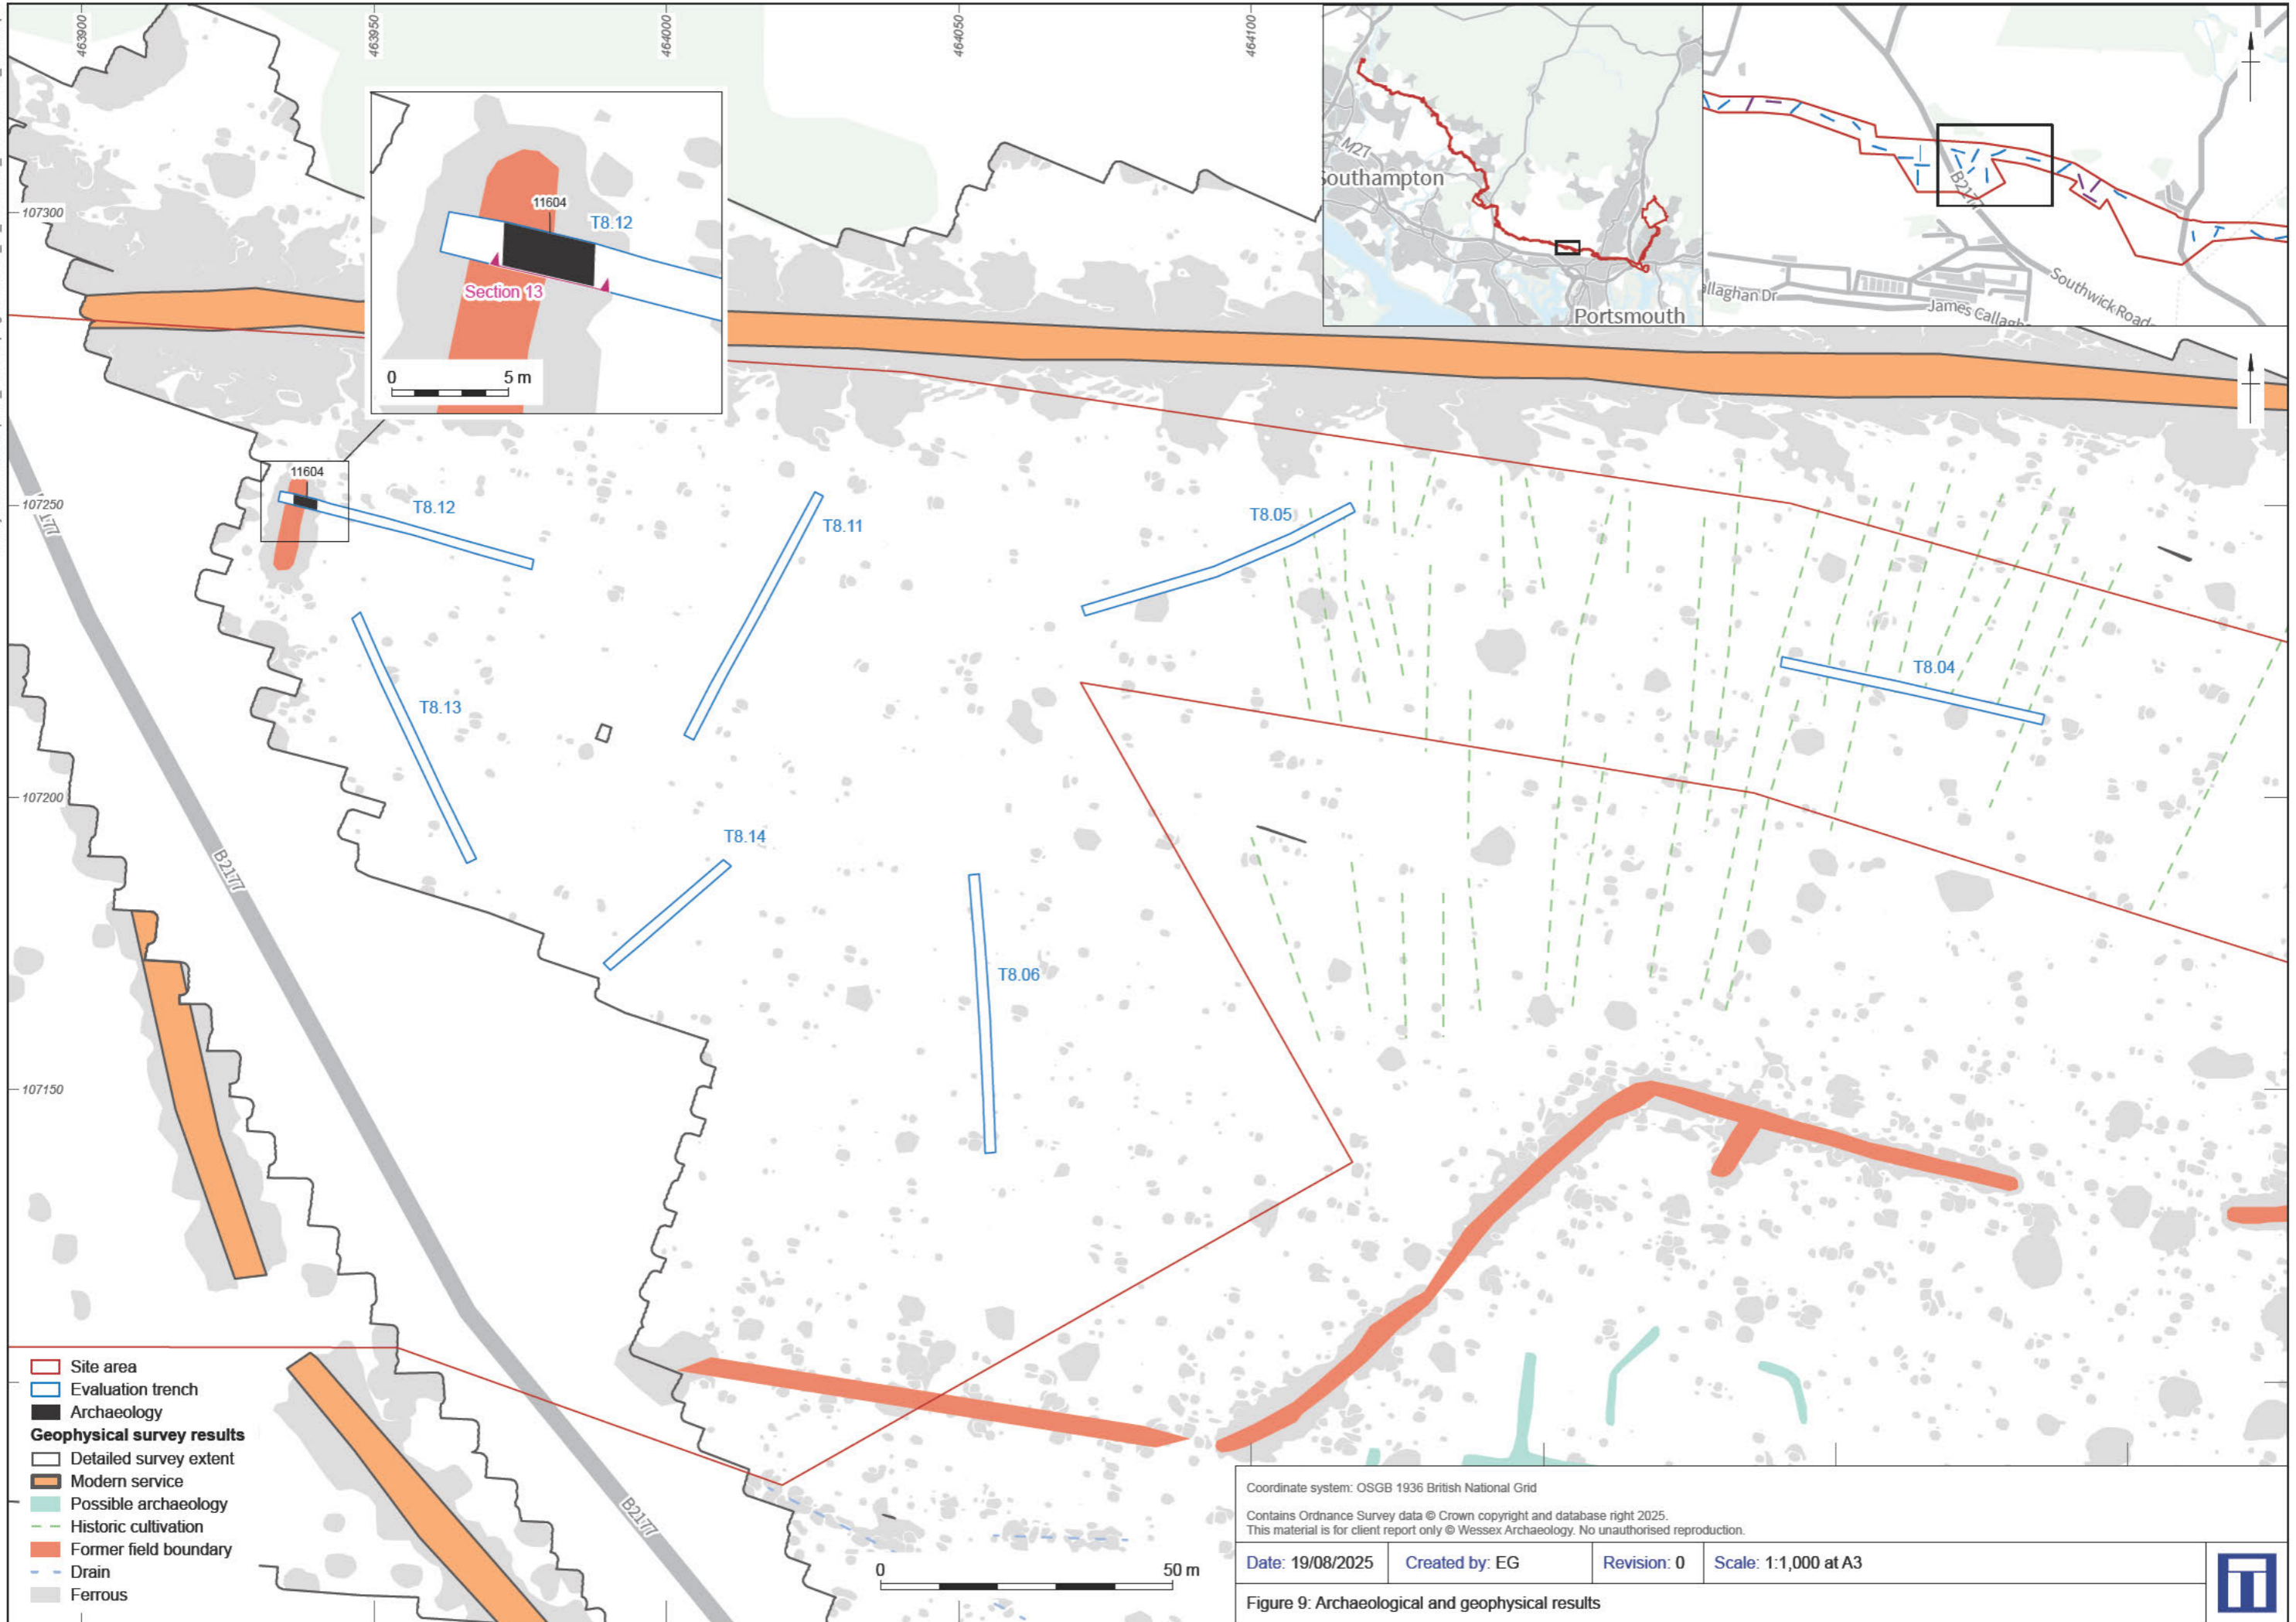 463900
463950
464000
464050
464100
107300
107250
107200
107150
11604
T8.12
Section 13
0 5 m
M27
Southampton
Portsmouth
B2177
Southwick Road
allaghan Dr
James Callagh
11604
T8.12
T8.11
T8.05
T8.04
T8.13
T8.14
T8.06
177
B2177
B2177
Site area
Evaluation trench
Archaeology
Geophysical survey results
Detailed survey extent
Modern service
Possible archaeology
Historic cultivation
Former field boundary
Drain
Ferrous
0 50 m
Coordinate system: OSGB 1936 British National Grid
Contains Ordnance Survey data © Crown copyright and database right 2025.
This material is for client report only © Wessex Archaeology. No unauthorised reproduction.
Date: 19/08/2025 Created by: EG Revision: 0 Scale: 1:1,000 at A3
Figure 9: Archaeological and geophysical results